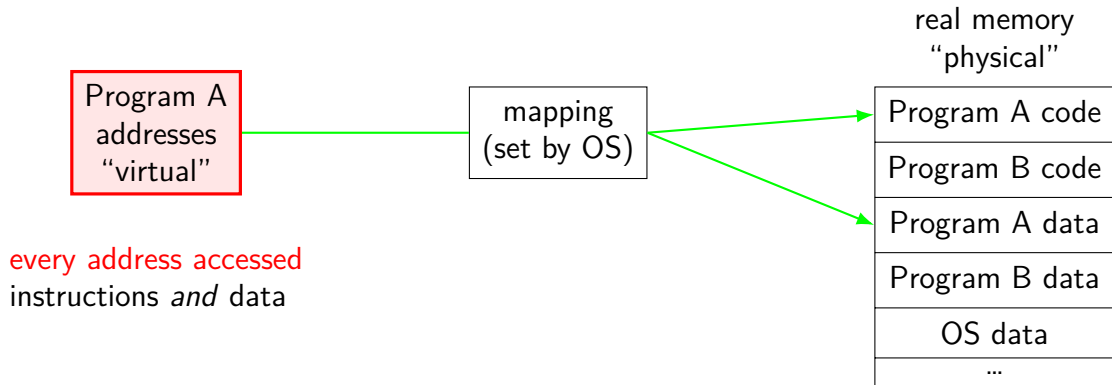 real memory
“physical”
Program A
addresses
“virtual”
mapping
(set by OS)
Program A code
Program B code
Program A data
Program B data
OS data
...
every address accessed
instructions and data